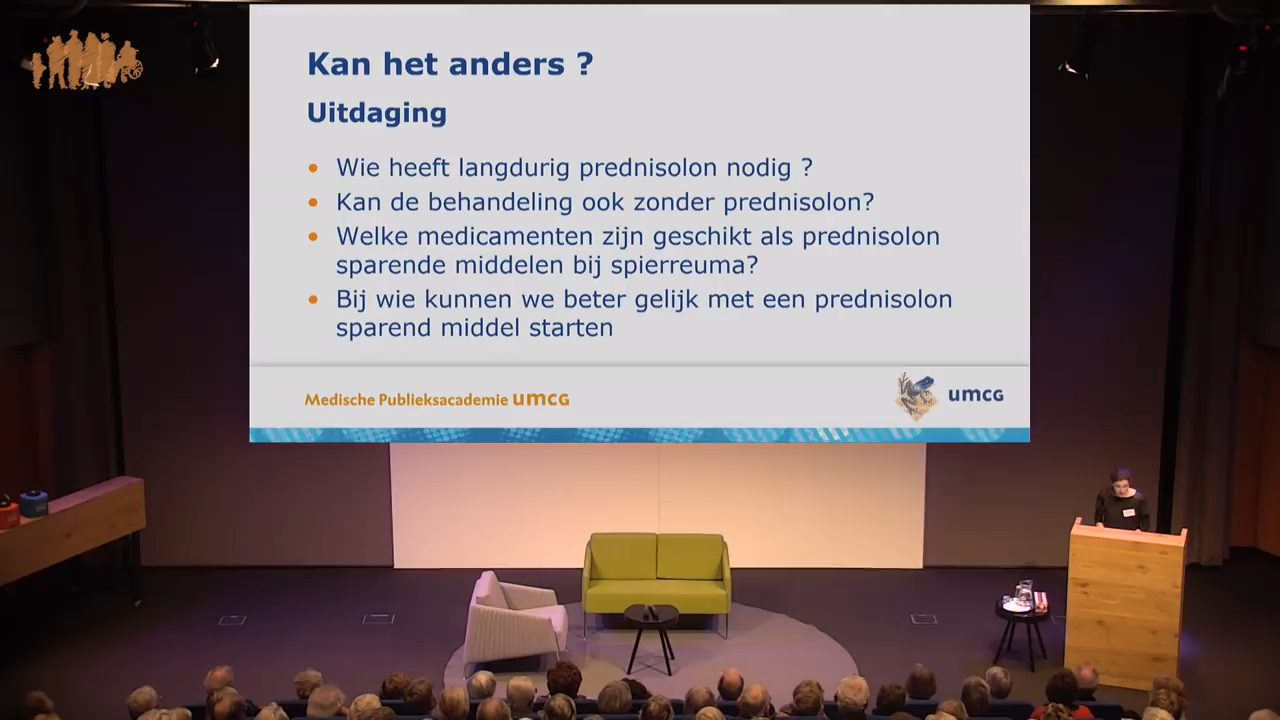 Kan het anders ?
Uitdaging
• Wie heeft langdurig prednisolon nodig ?
• Kan de behandeling ook zonder prednisolon?
• Welke medicamenten zijn geschikt als prednisolon
sparende middelen bij spierreuma?
• Bij wie kunnen we beter gelijk met een prednisolon
sparend middel starten
Medische Publieksacademie umcg
umcg